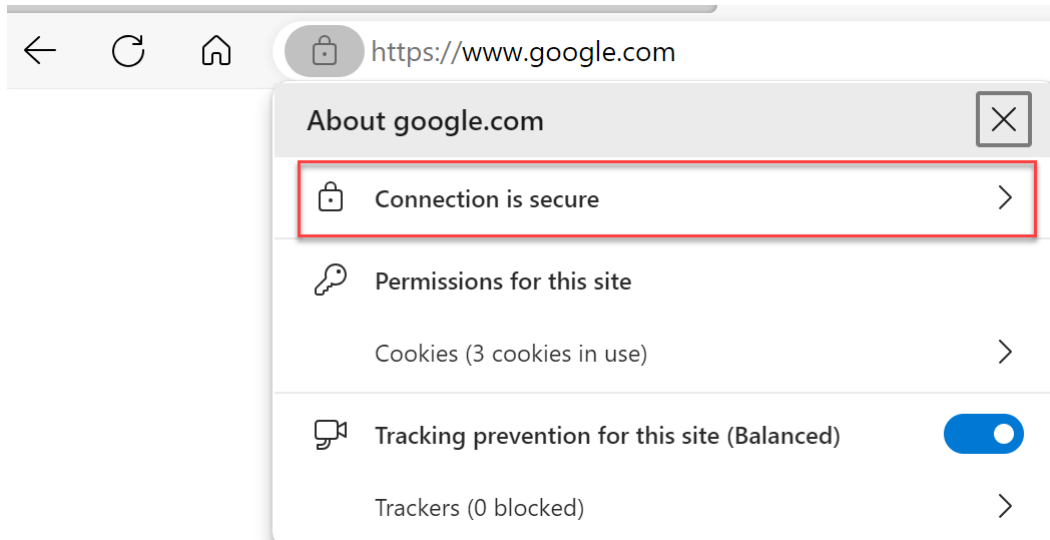 https://www.google.com
About google.com
Connection is secure
Permissions for this site
Cookies (3 cookies in use)
Tracking prevention for this site (Balanced)
Trackers (0 blocked)